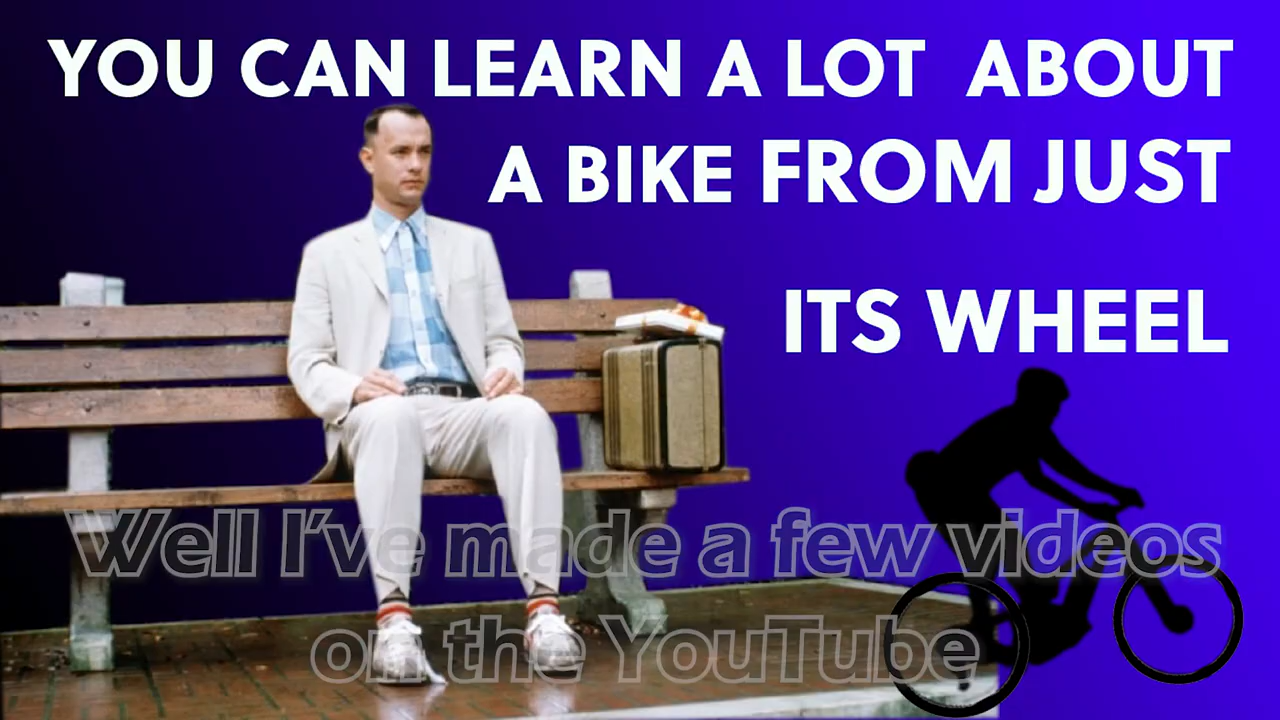 YOU CAN LEARN A LOT ABOUT
A BIKE FROM JUST
ITS WHEEL
Well I've made a few videos
on the YouTube